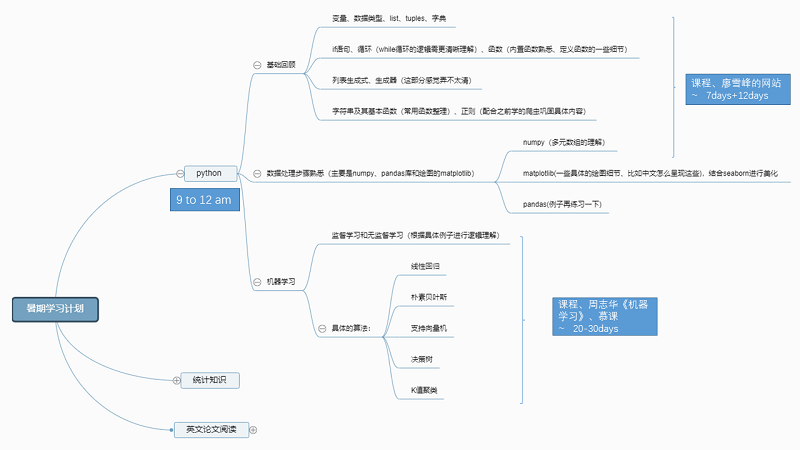 暑期学习计划
python
9 to 12 am
基础回顾
变量、数据类型、list、tuples、字典
if语句、循环（while循环的逻辑需更清晰理解）、函数（内置函数熟悉、定义函数的一些细节）
列表生成式、生成器（这部分感觉弄不太清）
字符串及其基本函数（常用函数整理）、正则（配合之前学的爬虫巩固具体内容）
课程、廖雪峰的网站
~ 7days+12days
数据处理步骤熟悉（主要是numpy、pandas库和绘图的matplotlib）
numpy（多元数组的理解）
matplotlib(一些具体的绘图细节、比如中文怎么呈现这些)，结合seaborn进行美化
pandas(例子再练习一下)
机器学习
监督学习和无监督学习（根据具体例子进行逻辑理解）
具体的算法：
线性回归
朴素贝叶斯
支持向量机
决策树
K值聚类
课程、周志华《机器
学习》、慕课
~ 20-30days
统计知识
英文论文阅读